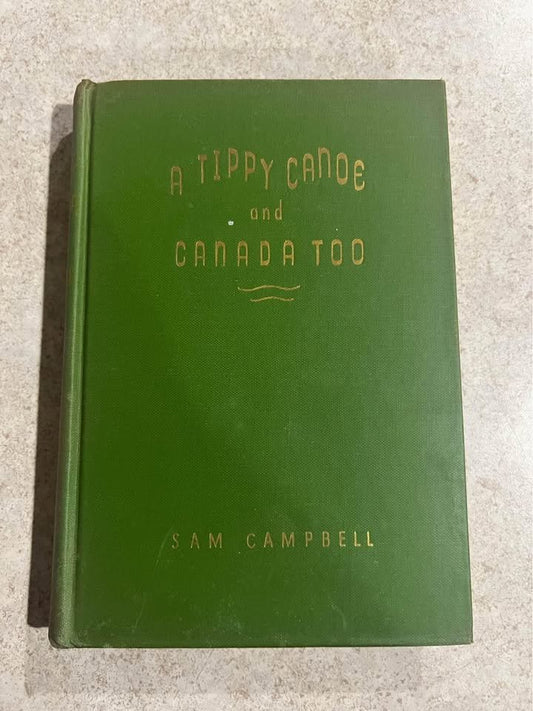 A TIPPY CANOE
and
CANADA TOO
SAM CAMPBELL